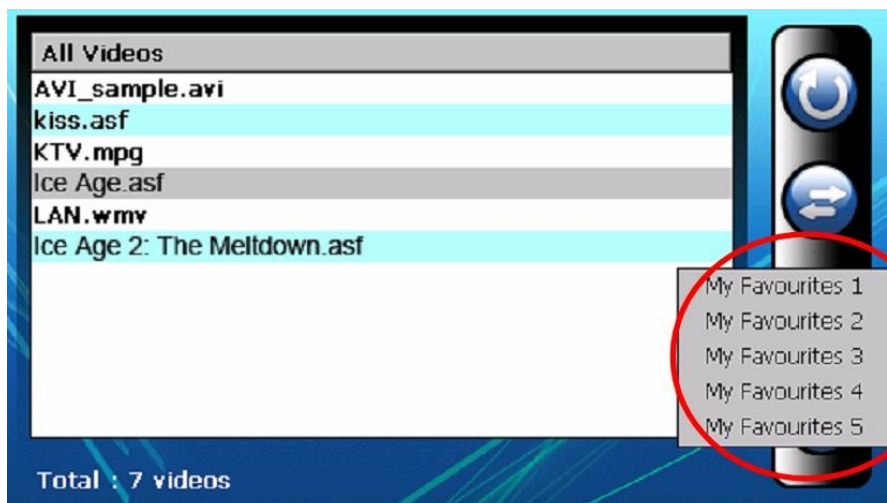 All Videos
AVI_sample.avi
kiss.asf
KTV.mpg
Ice Age.asf
LAN.wmv
Ice Age 2: The Meltdown.asf
My Favourites 1
My Favourites 2
My Favourites 3
My Favourites 4
My Favourites 5
Total : 7 videos